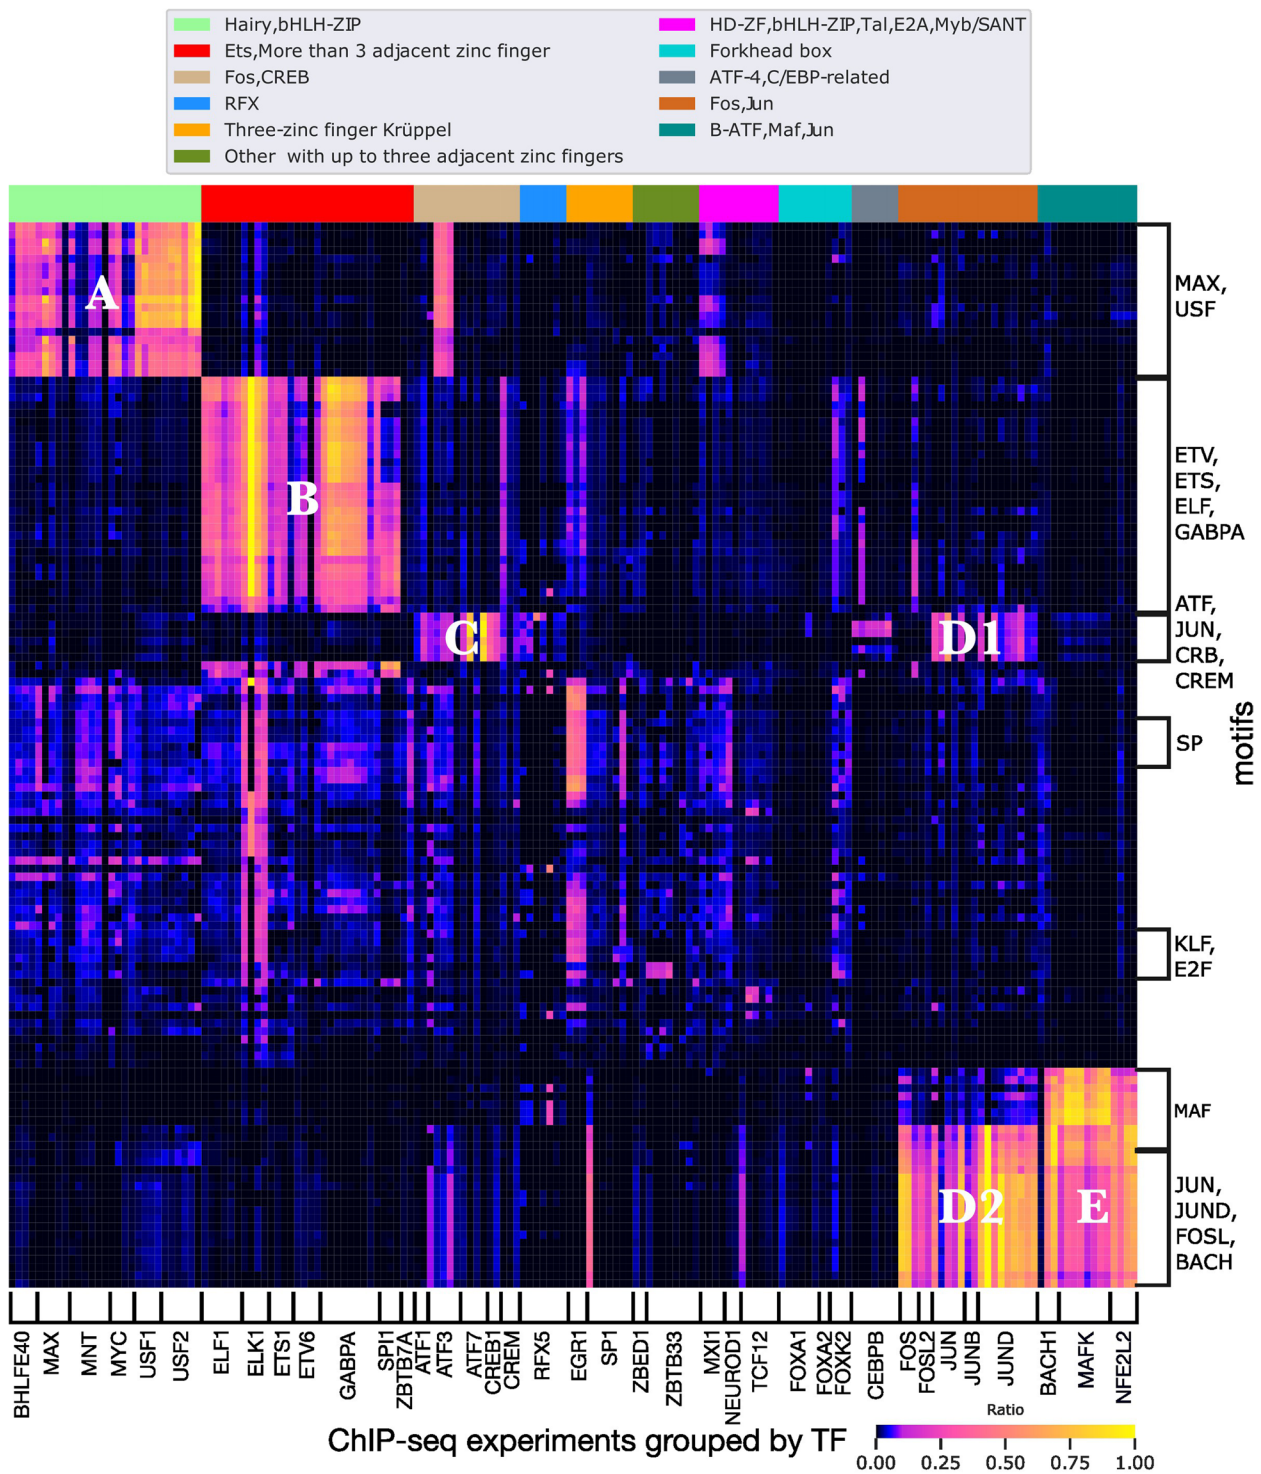 Hairy,bHLH-ZIP
Ets,More than 3 adjacent zinc finger
Fos,CREB
RFX
Three-zinc finger Krüppel
Other with up to three adjacent zinc fingers
HD-ZF,bHLH-ZIP,Tal,E2A,Myb/SANT
Forkhead box
ATF-4,C/EBP-related
Fos,Jun
B-ATF,Maf,Jun
A
B
C
D1
D2
E
MAX,
USF
ETV,
ETS,
ELF,
GABPA
ATF,
JUN,
CRB,
CREM
SP
KLF,
E2F
MAF
JUN,
JUND,
FOSL,
BACH
motifs
BHLFE40
MAX
MNT
MYC
USF1
USF2
ELF1
ELK1
ETS1
ETV6
GABPA
SPI1
ZBTB7A
ATF1
ATF3
ATF7
CREB1
CREM
RFX5
EGR1
SP1
ZBED1
ZBTB33
MXI1
NEUROD1
TCF12
FOXA1
FOXA2
FOXK2
CEBPB
FOS
FOSL2
JUN
JUNB
JUND
BACH1
MAFK
NFE2L2
ChIP-seq experiments grouped by TF
Ratio
0.00 0.25 0.50 0.75 1.00